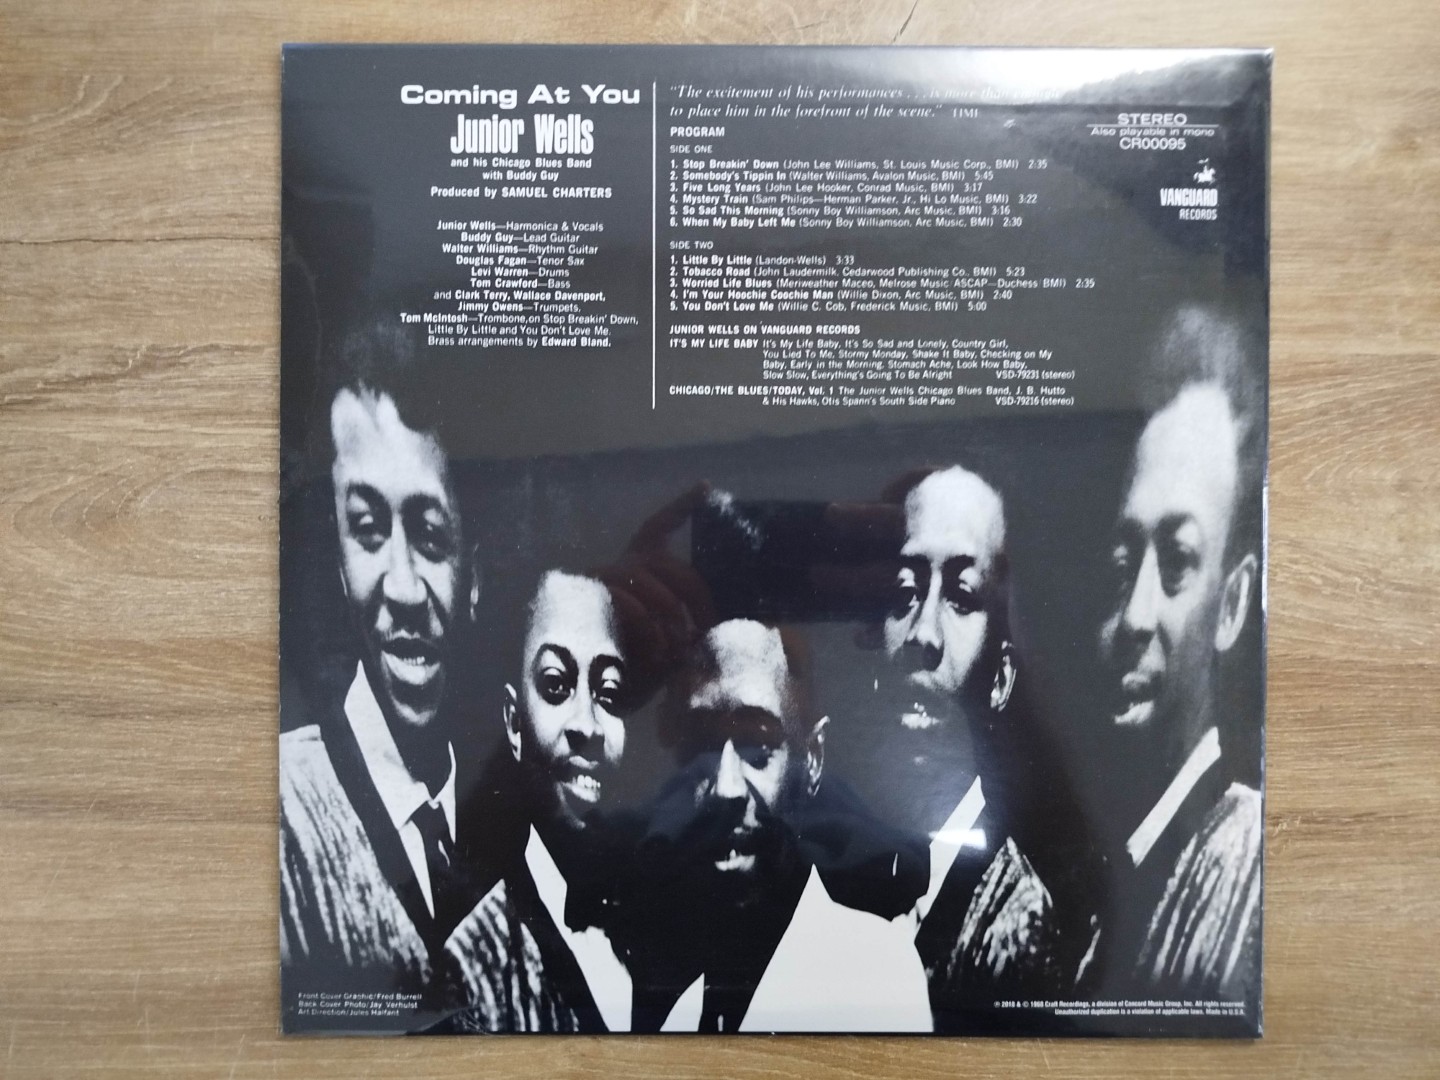 Coming At You
Junior Wells
and his Chicago Blues Band
with Buddy Guy
Produced by SAMUEL CHARTERS
Junior Wells—Harmonica & Vocals
Buddy Guy—Lead Guitar
Walter Williams—Rhythm Guitar
Douglas Fagan—Tenor Sax
Levi Warren—Drums
Tom Crawford—Bass
and Clark Terry, Wallace Davenport,
Jimmy Owens—Trumpets,
Tom McIntosh—Trombone, on Stop Breakin' Down,
Little By Little and You Don't Love Me.
Brass arrangements by Edward Bland.
"The excitement of his performances . . . is more than enough
to place him in the forefront of the scene." TIME
PROGRAM
SIDE ONE
1. Stop Breakin' Down (John Lee Williams, St. Louis Music Corp., BMI) 2:35
2. Somebody's Tippin In (Walter Williams, Avalon Music, BMI) 5:45
3. Five Long Years (John Lee Hooker, Conrad Music, BMI) 3:17
4. Mystery Train (Sam Philips—Herman Parker, Jr., Hi Lo Music, BMI) 3:22
5. So Sad This Morning (Sonny Boy Williamson, Arc Music, BMI) 3:16
6. When My Baby Left Me (Sonny Boy Williamson, Arc Music, BMI) 2:30
SIDE TWO
1. Little By Little (Landon-Wells) 3:33
2. Tobacco Road (John Laudermilk, Cedarwood Publishing Co., BMI) 5:23
3. Worried Life Blues (Meriweather Maceo, Melrose Music ASCAP—Duchess BMI) 2:35
4. I'm Your Hoochie Coochie Man (Willie Dixon, Arc Music, BMI) 2:40
5. You Don't Love Me (Willie C. Cob, Frederick Music, BMI) 5:00
JUNIOR WELLS ON VANGUARD RECORDS
IT'S MY LIFE BABY It's My Life Baby, It's So Sad and Lonely, Country Girl,
You Lied To Me, Stormy Monday, Shake It Baby, Checking on My
Baby, Early in the Morning, Stomach Ache, Look How Baby,
Slow Slow, Everything's Going To Be Alright VSD-79231 (stereo)
CHICAGO/THE BLUES/TODAY, Vol. 1 The Junior Wells Chicago Blues Band, J. B. Hutto
& His Hawks, Otis Spann's South Side Piano VSD-79216 (stereo)
STEREO
Also playable in mono
CR00095
VANGUARD
RECORDS
Front Cover Graphic/Fred Burrell
Back Cover Photo/Jay Verhulst
Art Direction/Jules Halfant
℗ 2018 & © 1968 Craft Recordings, a division of Concord Music Group, Inc. All rights reserved.
Unauthorized duplication is a violation of applicable laws. Made in U.S.A.